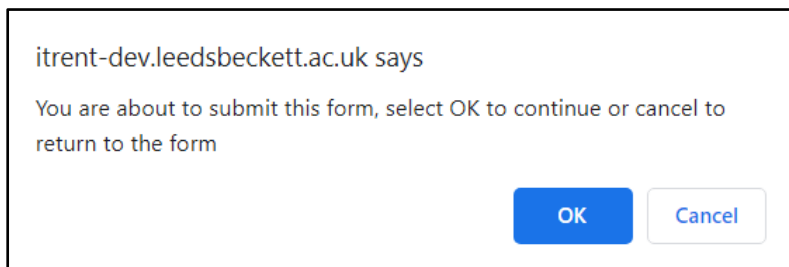 itrent-dev.leedsbeckett.ac.uk says
You are about to submit this form, select OK to continue or cancel to
return to the form
OK
Cancel